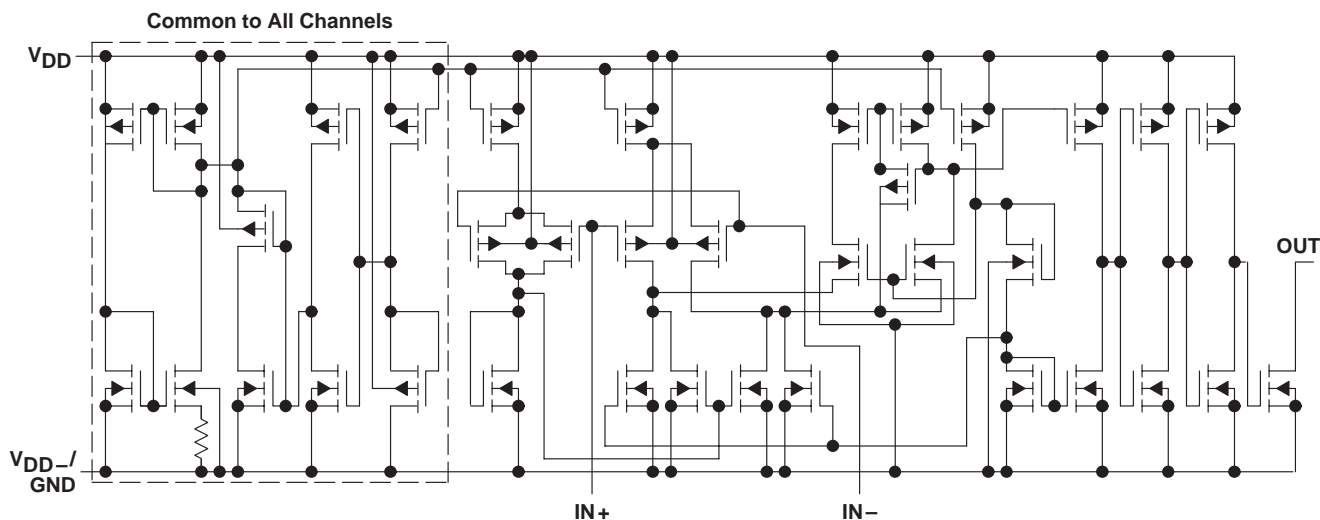 Common to All Channels
VDD
OUT
VDD−/
GND
IN+
IN−